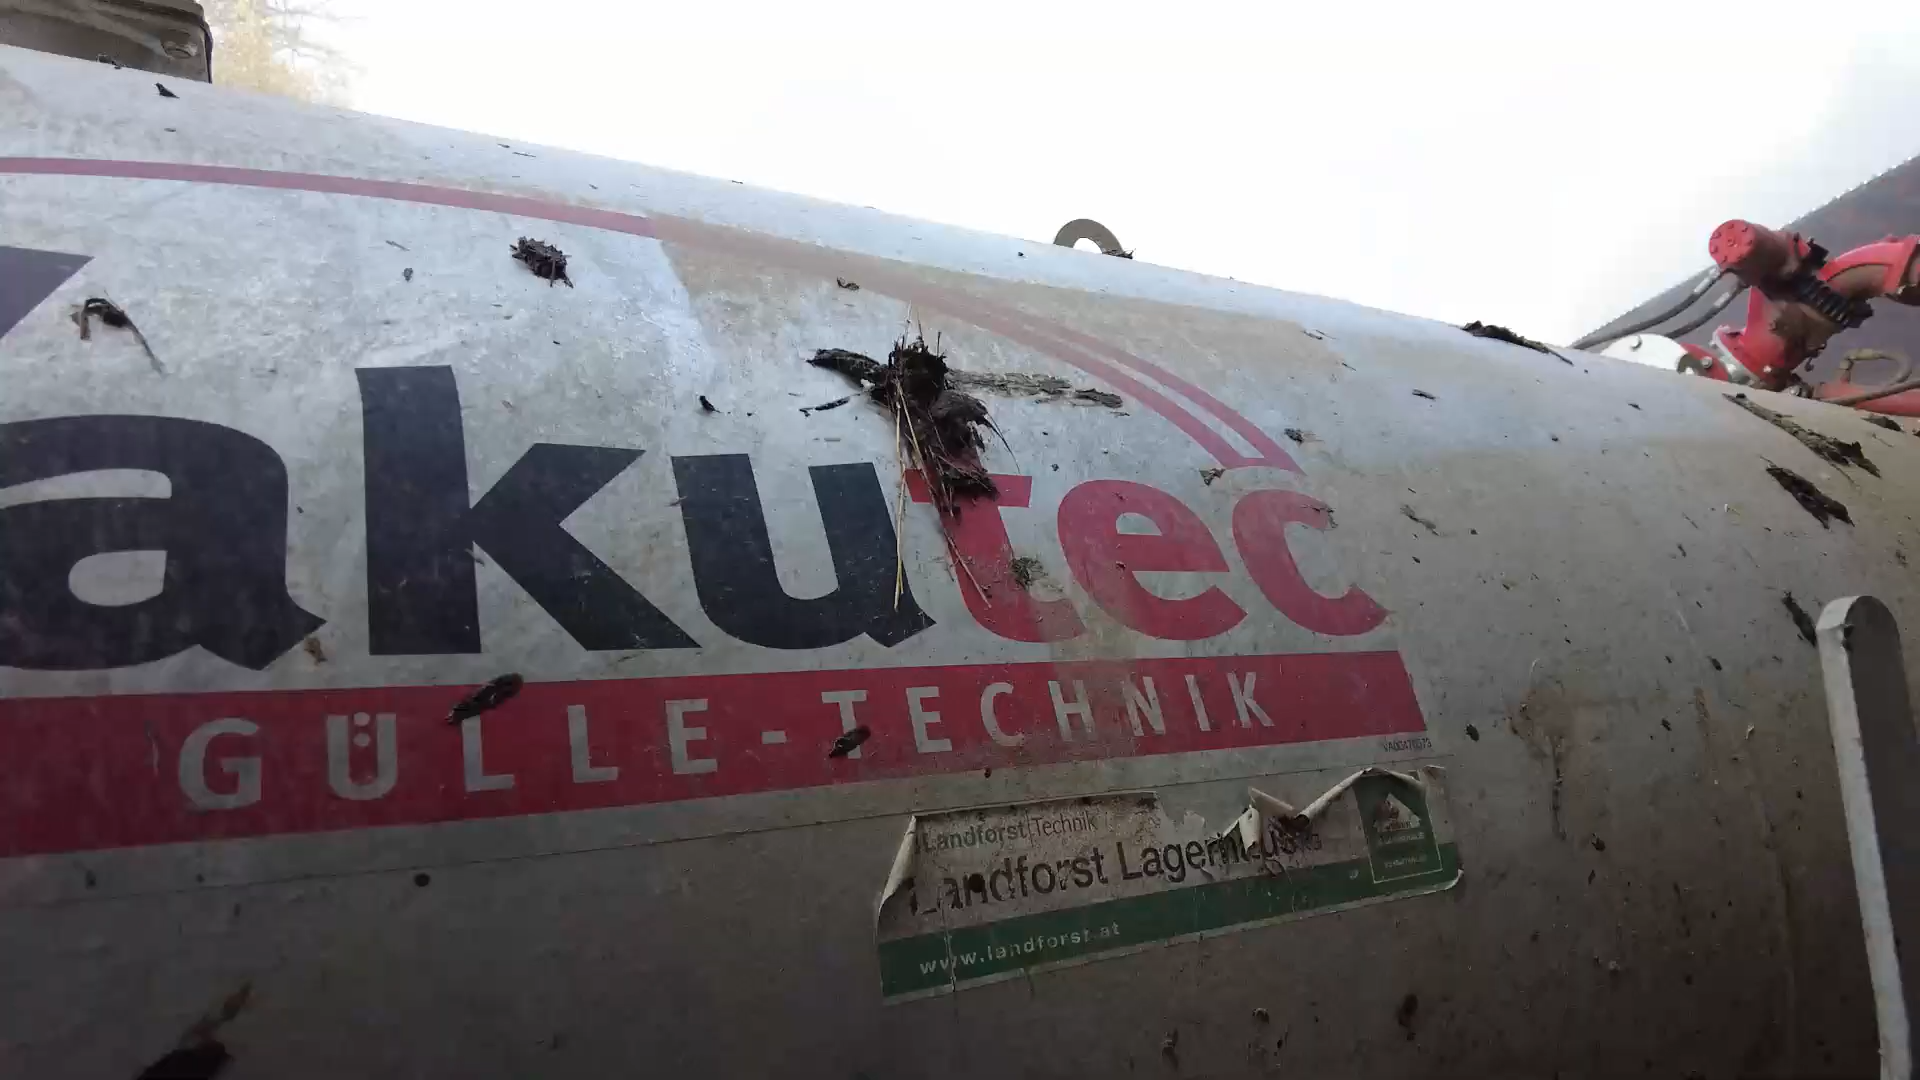 akutec
GÜLLE-TECHNIK
Landforst Technik
Landforst Lagerhaus
www.landforst.at